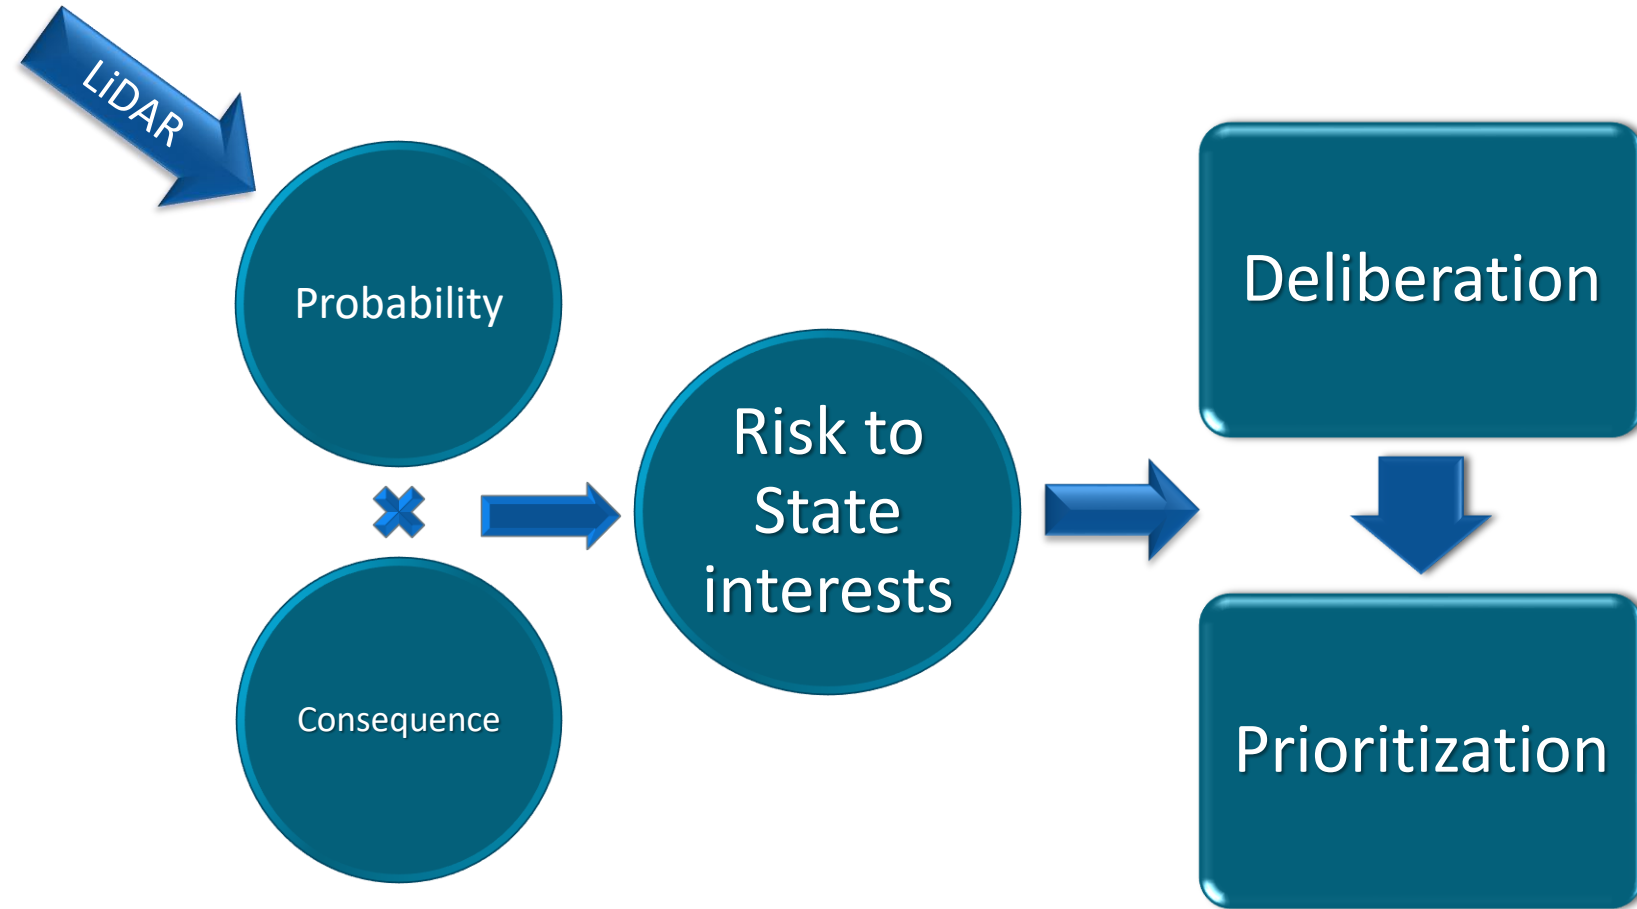 LiDAR
Probability
Consequence
Risk to
State
interests
Deliberation
Prioritization